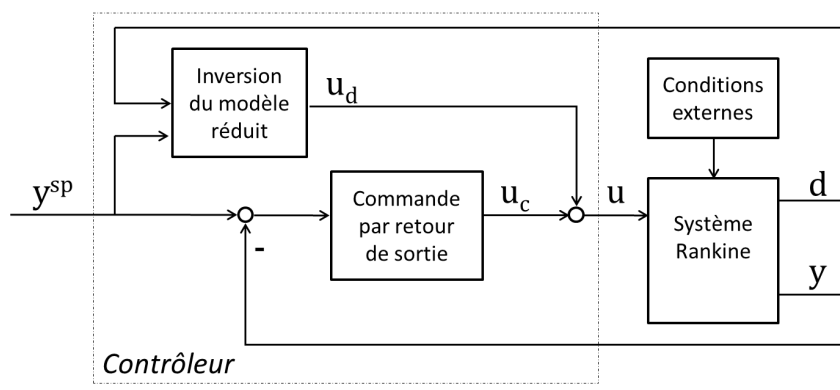 Inversion
du modèle
réduit
u_d
Conditions
externes
y^sp
Commande
par retour
de sortie
u_c
u
Système
Rankine
d
y
-
Contrôleur